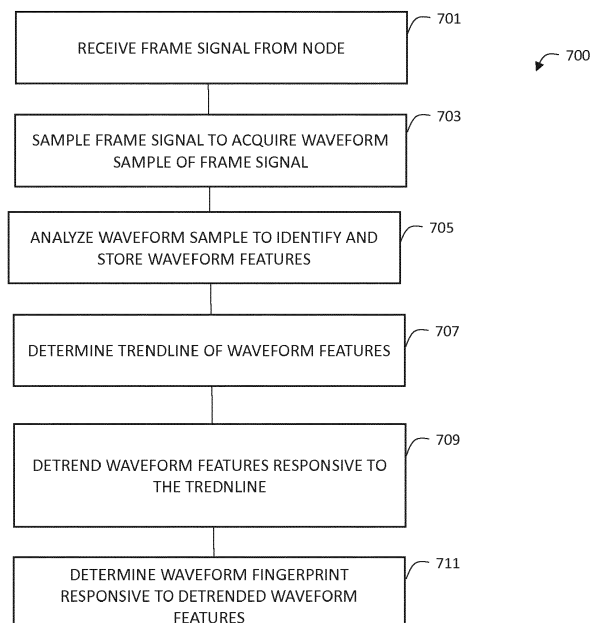 701
RECEIVE FRAME SIGNAL FROM NODE
700
703
SAMPLE FRAME SIGNAL TO ACQUIRE WAVEFORM
SAMPLE OF FRAME SIGNAL
705
ANALYZE WAVEFORM SAMPLE TO IDENTIFY AND
STORE WAVEFORM FEATURES
707
DETERMINE TRENDLINE OF WAVEFORM FEATURES
709
DETREND WAVEFORM FEATURES RESPONSIVE TO
THE TREDNLINE
711
DETERMINE WAVEFORM FINGERPRINT
RESPONSIVE TO DETRENDED WAVEFORM
FEATURES